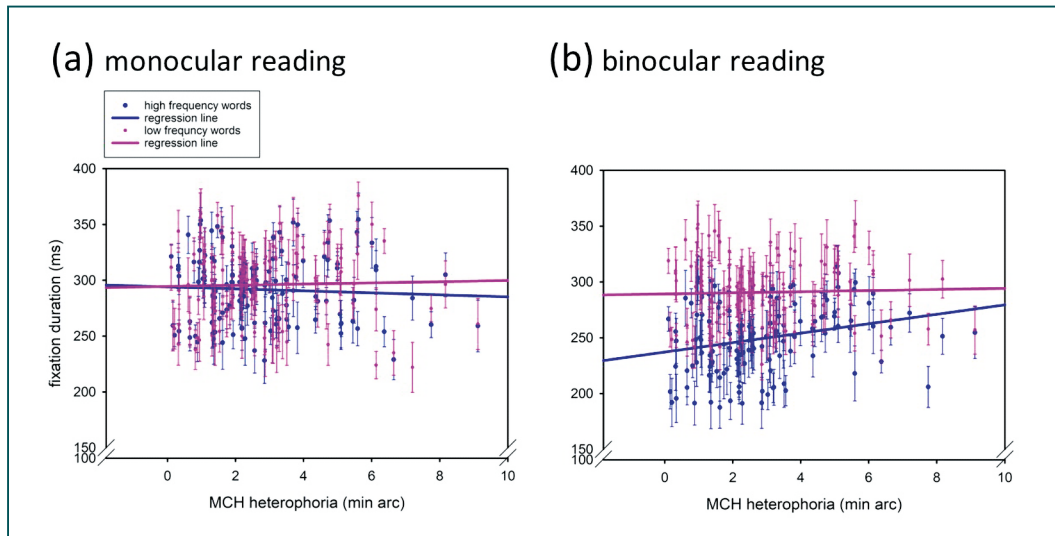 (a) monocular reading
high frequency words
regression line
low frequncy words
regression line
400
350
300
250
200
150
100
fixation duration (ms)
0 2 4 6 8 10
MCH heterophoria (min arc)
(b) binocular reading
400
350
300
250
200
150
100
0 2 4 6 8 10
MCH heterophoria (min arc)